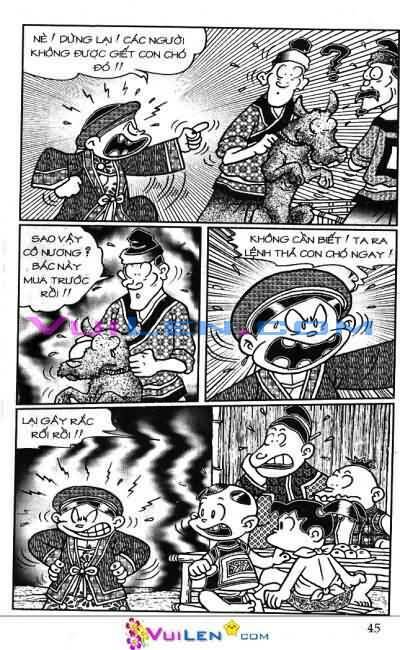 NÈ ! DỪNG LẠI ! CÁC NGƯỜI
KHÔNG ĐƯỢC GIẾT CON CHÓ
ĐÓ !!
?
SAO VẬY
CÔ NƯƠNG ?
BÁC NÀY
MUA TRƯỚC
RỒI !!
KHÔNG CẦN BIẾT ! TA RA
LỆNH THẢ CON CHÓ NGAY !
VUILEN.COM
LẠI GÂY RẮC
RỐI RỒI !!
45
VUILEN.COM